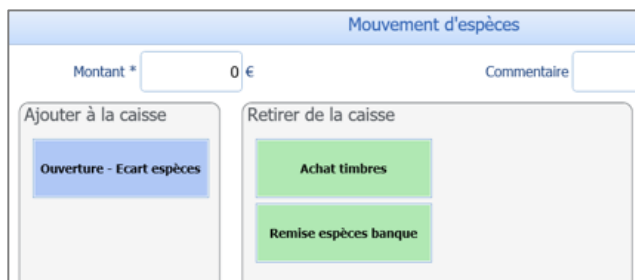 Mouvement d'espèces
Montant * 0 € Commentaire
Ajouter à la caisse Retirer de la caisse
Ouverture - Ecart espèces Achat timbres
Remise espèces banque